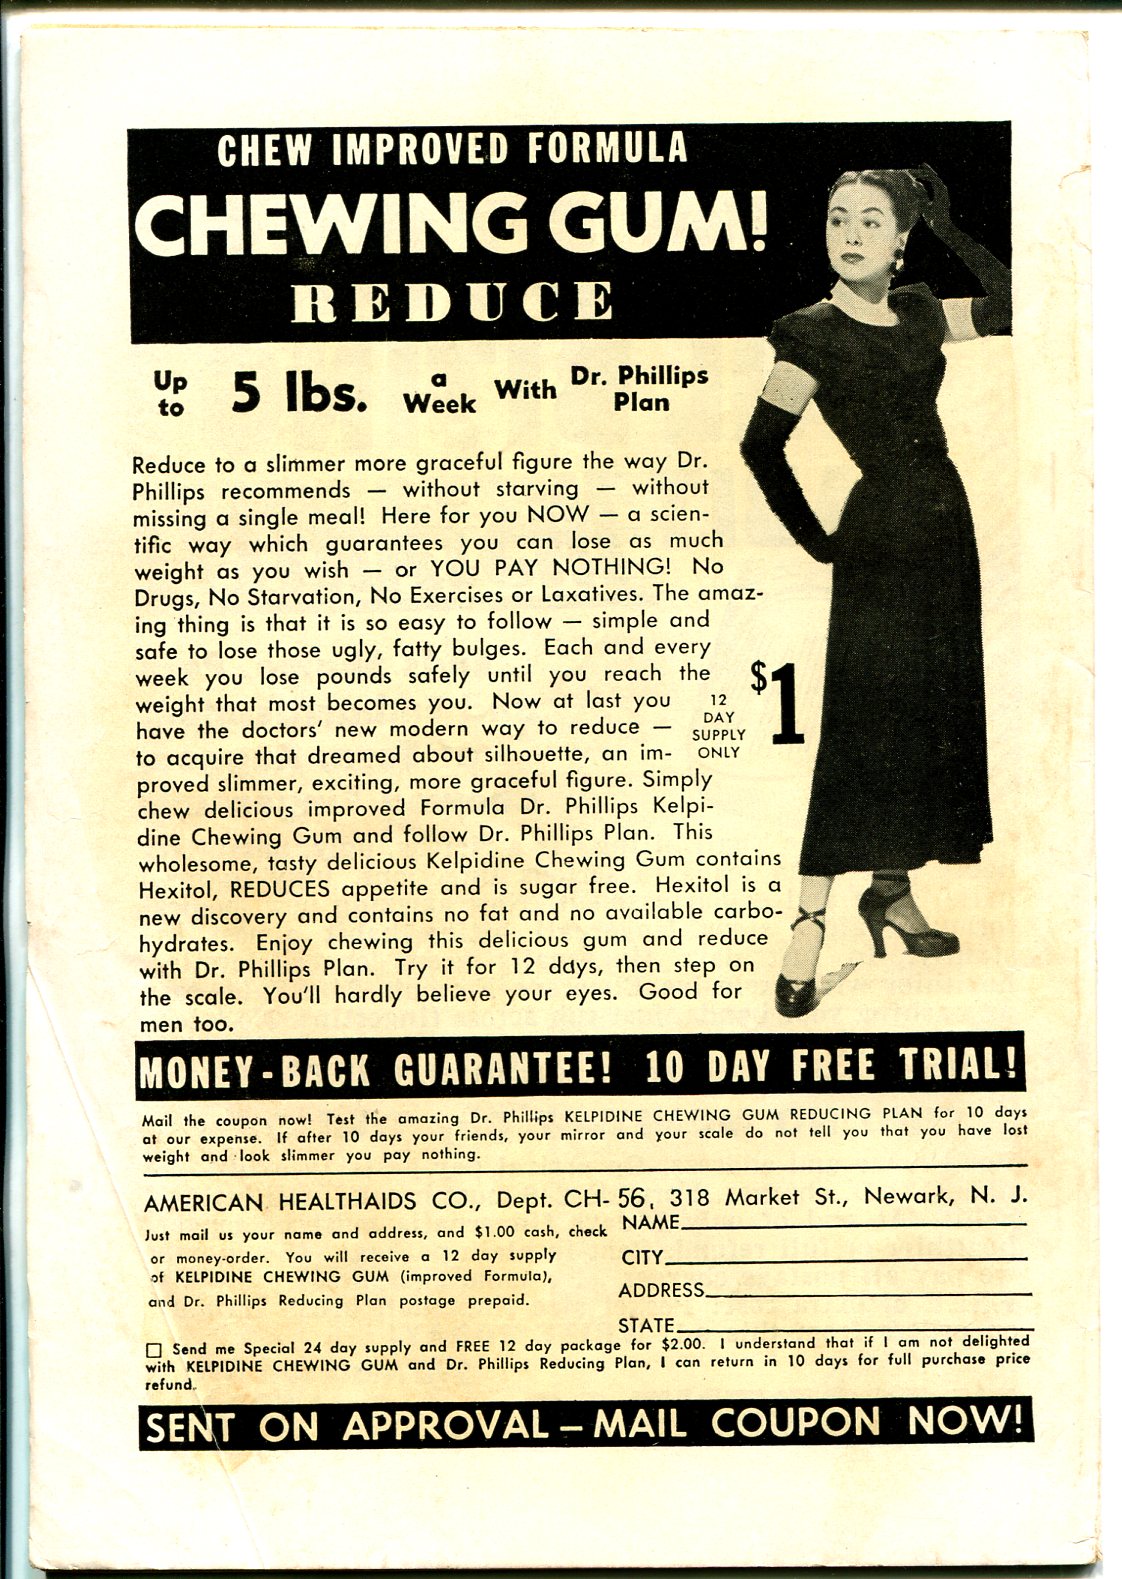 CHEW IMPROVED FORMULA
CHEWING GUM!
REDUCE
Up to 5 lbs. a Week With Dr. Phillips Plan
Reduce to a slimmer more graceful figure the way Dr.
Phillips recommends — without starving — without
missing a single meal! Here for you NOW — a scien-
tific way which guarantees you can lose as much
weight as you wish — or YOU PAY NOTHING! No
Drugs, No Starvation, No Exercises or Laxatives. The amaz-
ing thing is that it is so easy to follow — simple and
safe to lose those ugly, fatty bulges. Each and every
week you lose pounds safely until you reach the
weight that most becomes you. Now at last you
have the doctors' new modern way to reduce —
to acquire that dreamed about silhouette, an im-
proved slimmer, exciting, more graceful figure. Simply
chew delicious improved Formula Dr. Phillips Kelpi-
dine Chewing Gum and follow Dr. Phillips Plan. This
wholesome, tasty delicious Kelpidine Chewing Gum contains
Hexitol, REDUCES appetite and is sugar free. Hexitol is a
new discovery and contains no fat and no available carbo-
hydrates. Enjoy chewing this delicious gum and reduce
with Dr. Phillips Plan. Try it for 12 days, then step on
the scale. You'll hardly believe your eyes. Good for
men too.
12
DAY
SUPPLY
ONLY
$1
MONEY-BACK GUARANTEE! 10 DAY FREE TRIAL!
Mail the coupon now! Test the amazing Dr. Phillips KELPIDINE CHEWING GUM REDUCING PLAN for 10 days
at our expense. If after 10 days your friends, your mirror and your scale do not tell you that you have lost
weight and look slimmer you pay nothing.
AMERICAN HEALTHAIDS CO., Dept. CH-56, 318 Market St., Newark, N. J.
Just mail us your name and address, and $1.00 cash, check
or money-order. You will receive a 12 day supply
of KELPIDINE CHEWING GUM (improved Formula),
and Dr. Phillips Reducing Plan postage prepaid.
NAME
CITY
ADDRESS
STATE
Send me Special 24 day supply and FREE 12 day package for $2.00. I understand that if I am not delighted
with KELPIDINE CHEWING GUM and Dr. Phillips Reducing Plan, I can return in 10 days for full purchase price
refund.
SENT ON APPROVAL — MAIL COUPON NOW!